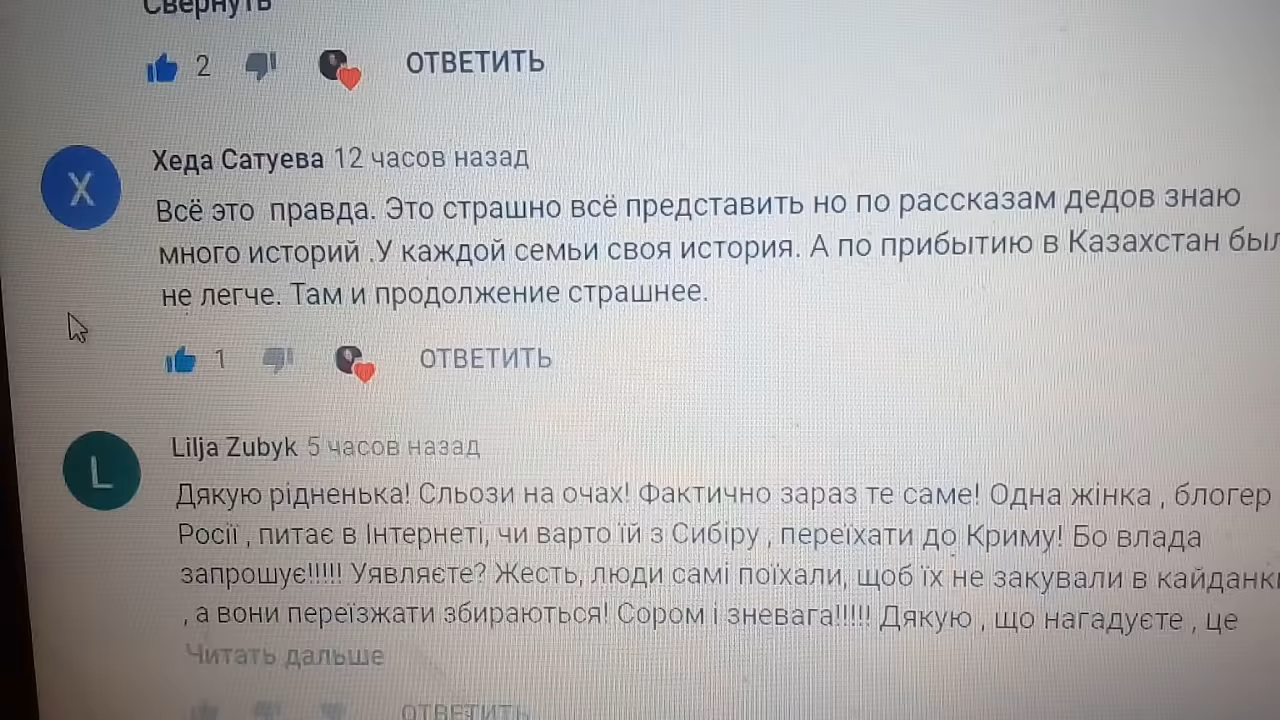 Свернуть
2 ОТВЕТИТЬ
Хеда Сатуева 12 часов назад
Х
Всё это правда. Это страшно всё представить но по рассказам дедов знаю
много историй .У каждой семьи своя история. А по прибытию в Казахстан
не легче. Там и продолжение страшнее.
1 ОТВЕТИТЬ
Lilja Zubyk 5 часов назад
L
Дякую рідненька! Сльози на очах! Фактично зараз те саме! Одна жінка , блогер
Росії , питає в Інтернеті, чи варто їй з Сибіру , переїхати до Криму! Бо влада
запрошує!!!!! Уявляєте? Жесть, люди самі поїхали, щоб їх не закували в
, а вони переїзжати збираються! Сором і зневага!!!!! Дякую , що нагадуєте , це
Читать дальше
ОТВЕТИТЬ